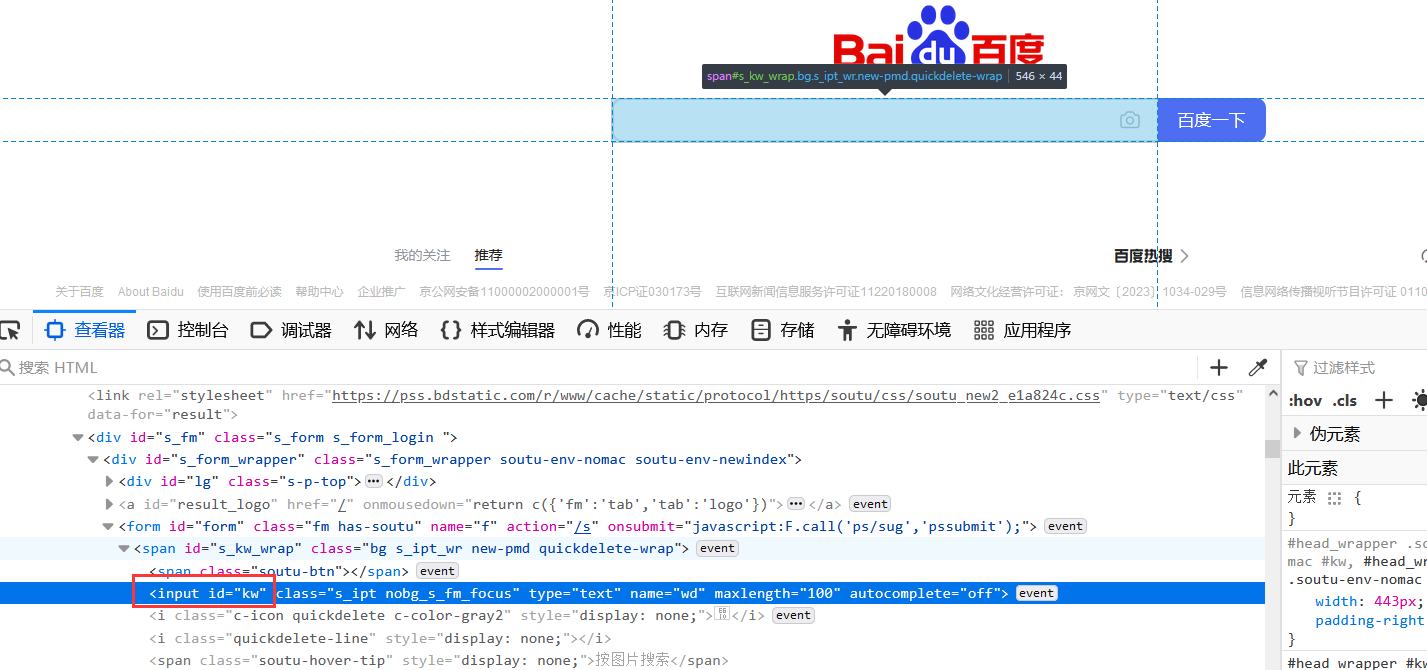 Bai du 百度
span#s_kw_wrap.bg.s_ipt_wr.new-pmd.quickdelete-wrap | 546 × 44
百度一下
我的关注 推荐 百度热搜
关于百度 About Baidu 使用百度前必读 帮助中心 企业推广 京公网安备11000002000001号 京ICP证030173号 互联网新闻信息服务许可证11220180008 网络文化经营许可证： 京网文〔2023〕1034-029号 信息网络传播视听节目许可证 0110
查看器 控制台 调试器 网络 样式编辑器 性能 内存 存储 无障碍环境 应用程序
搜索 HTML 过滤样式
<link rel="stylesheet" href="https://pss.bdstatic.com/r/www/cache/static/protocol/https/soutu/css/soutu_new2_e1a824c.css" type="text/css"
:hov .cls
data-for="result">
<div id="s_fm" class="s_form s_form_login ">
伪元素
<div id="s_form_wrapper" class="s_form_wrapper soutu-env-nomac soutu-env-newindex">
此元素
<div id="lg" class="s-p-top">•••</div>
元素 {
<a id="result_logo" href="/" onmousedown="return c({'fm':'tab','tab':'logo'})">•••</a> event
}
<form id="form" class="fm has-soutu" name="f" action="/s" onsubmit="javascript:F.call('ps/sug','pssubmit');"> event
#head_wrapper .so
<span id="s_kw_wrap" class="bg s_ipt_wr new-pmd quickdelete-wrap"> event
mac #kw, #head_wr
<span class="soutu-btn"></span> event
.soutu-env-nomac
<input id="kw" class="s_ipt nobg_s_fm_focus" type="text" name="wd" maxlength="100" autocomplete="off"> event
width: 443px;
<i class="c-icon quickdelete c-color-gray2" style="display: none;"></i> event
padding-right
<i class="quickdelete-line" style="display: none;"></i>
}
<span class="soutu-hover-tip" style="display: none;">按图片搜索</span>
#head_wrapper #kw